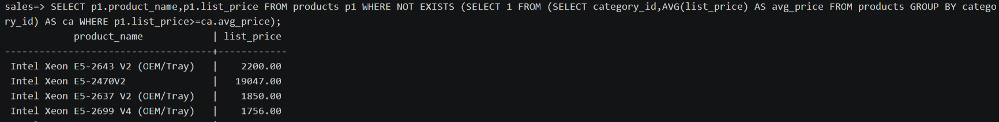 sales=> SELECT p1.product_name,p1.list_price FROM products p1 WHERE NOT EXISTS (SELECT 1 FROM (SELECT category_id,AVG(list_price) AS avg_price FROM products GROUP BY catego
ry_id) AS ca WHERE p1.list_price>=ca.avg_price);
            product_name            | list_price
------------------------------------+-----------
 Intel Xeon E5-2643 V2 (OEM/Tray)   |    2200.00
 Intel Xeon E5-2470V2               |   19047.00
 Intel Xeon E5-2637 V2 (OEM/Tray)   |    1850.00
 Intel Xeon E5-2699 V4 (OEM/Tray)   |    1756.00